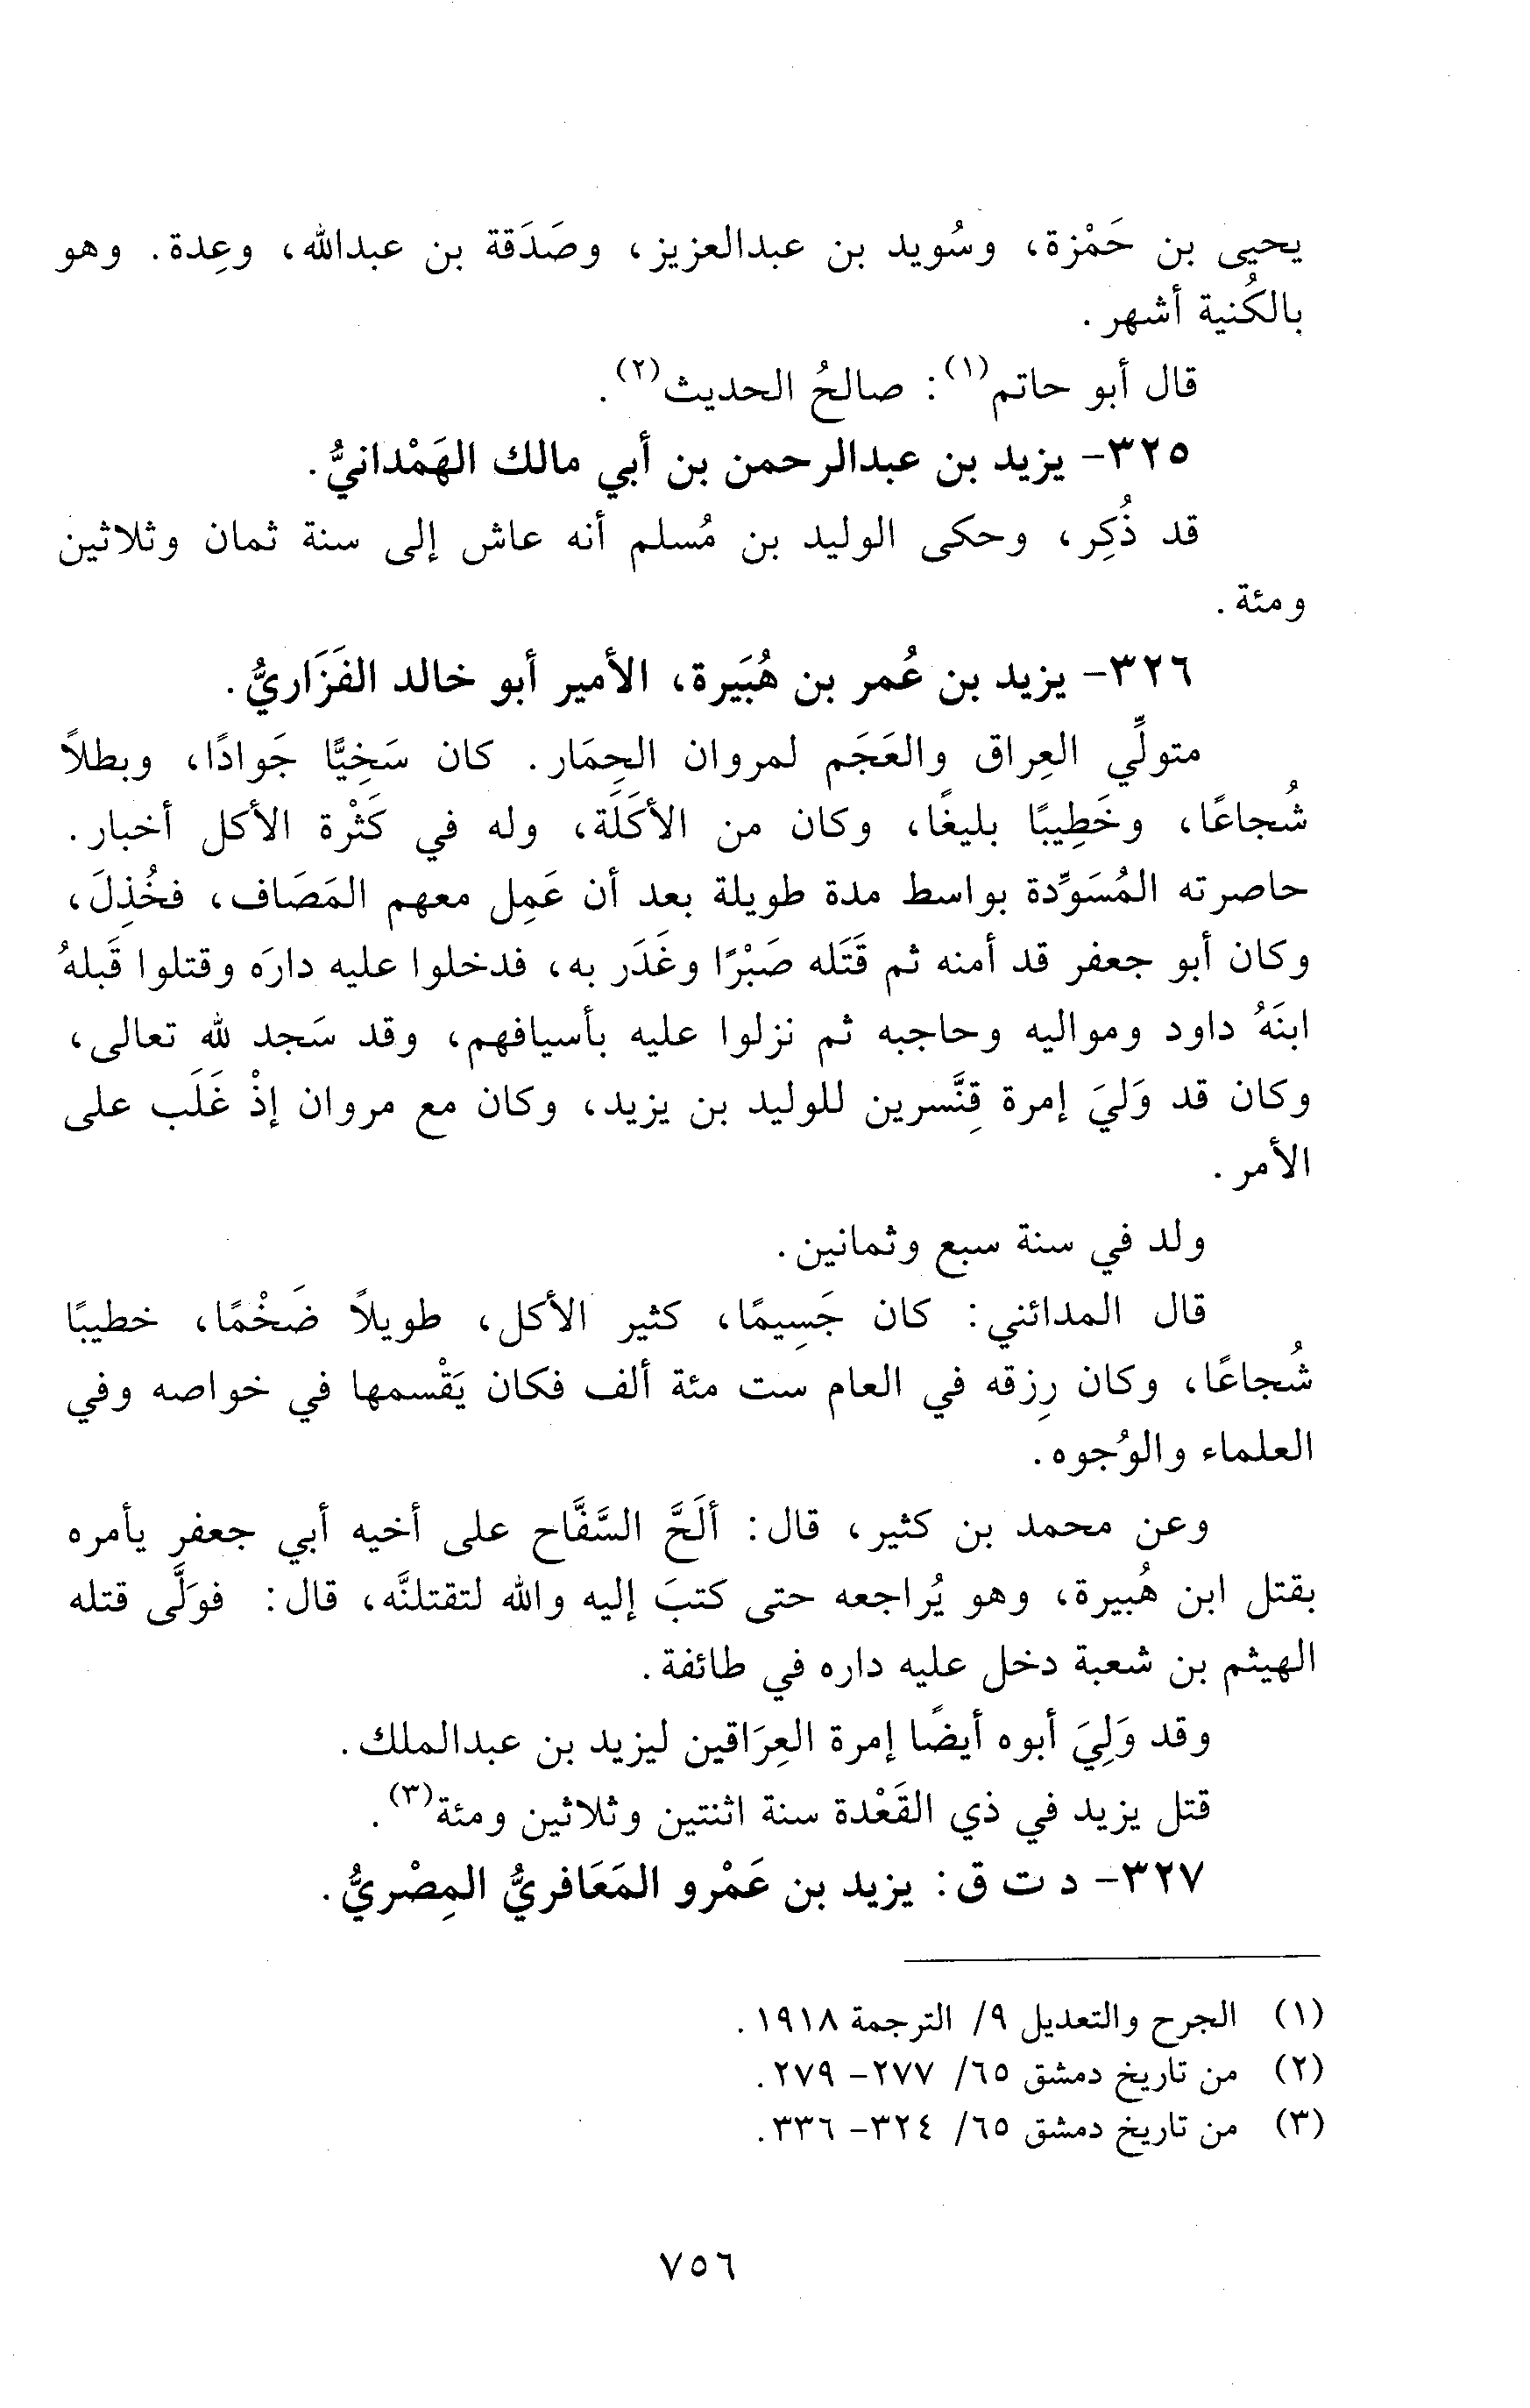 يحيى بن حَمْزة، وسُويد بن عبدالعزيز، وصَدَقة بن عبدالله، وعِدة. وهو
بالكُنية أشهر.
قال أبو حاتم(١): صالحُ الحديث(٢).
٣٢٥- يزيد بن عبدالرحمن بن أبي مالك الهَمْدانيُّ.
قد ذُكِر، وحكى الوليد بن مُسلم أنه عاش إلى سنة ثمان وثلاثين
ومئة.
٣٢٦- يزيد بن عُمر بن هُبَيرة، الأمير أبو خالد الفَزَاريُّ.
متولِّي العِراق والعَجَم لمروان الحِمَار. كان سَخِيًّا جَوادًا، وبطلاً
شُجاعًا، وخَطِيبًا بليغًا، وكان من الأكَلَة، وله في كَثْرة الأكل أخبار.
حاصرته المُسَوِّدة بواسط مدة طويلة بعد أن عَمِل معهم المَصَاف، فخُذِلَ،
وكان أبو جعفر قد أمنه ثم قَتَله صَبْرًا وغَدَر به، فدخلوا عليه دارَه وقتلوا قَبلهُ
ابنَهُ داود ومواليه وحاجبه ثم نزلوا عليه بأسيافهم، وقد سَجد لله تعالى،
وكان قد وَليَ إمرة قِنَّسرين للوليد بن يزيد، وكان مع مروان إذْ غَلَب على
الأمر.
ولد في سنة سبع وثمانين.
قال المدائني: كان جَسِيمًا، كثير الأكل، طويلاً ضَخْمًا، خطيبًا
شُجاعًا، وكان رِزقه في العام ست مئة ألف فكان يَقْسمها في خواصه وفي
العلماء والوُجوه.
وعن محمد بن كثير، قال: ألَحَّ السَّفَّاح على أخيه أبي جعفر يأمره
بقتل ابن هُبيرة، وهو يُراجعه حتى كتبَ إليه والله لتقتلنَّه، قال: فوَلَّى قتله
الهيثم بن شعبة دخل عليه داره في طائفة.
وقد وَلِيَ أبوه أيضًا إمرة العِرَاقين ليزيد بن عبدالملك.
قتل يزيد في ذي القَعْدة سنة اثنتين وثلاثين ومئة(٣).
٣٢٧- د ت ق: يزيد بن عَمْرو المَعَافريُّ المِصْريُّ.
(١) الجرح والتعديل ٩/ الترجمة ١٩١٨.
(٢) من تاريخ دمشق ٦٥/ ٢٧٧- ٢٧٩.
(٣) من تاريخ دمشق ٦٥/ ٣٢٤- ٣٣٦.
٧٥٦